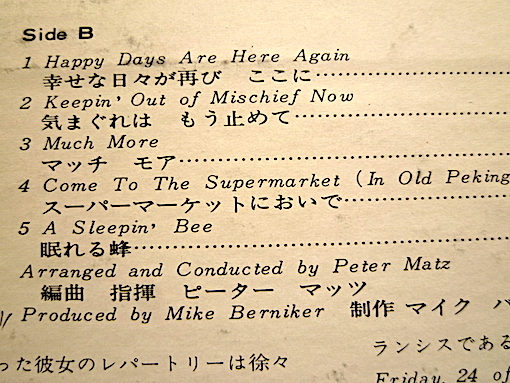 Side B
1 Happy Days Are Here Again
幸せな日々が再び ここに
2 Keepin' Out of Mischief Now
気まぐれは もう止めて
3 Much More
マッチ モア
4 Come To The Supermarket (In Old Peking
スーパーマーケットにおいで
5 A Sleepin' Bee
眠れる蜂
Arranged and Conducted by Peter Matz
編曲 指揮 ピーター マッツ
Produced by Mike Berniker 制作 マイク バ
った彼女のレパートリーは徐々
ランシスである
Friday, 24 of